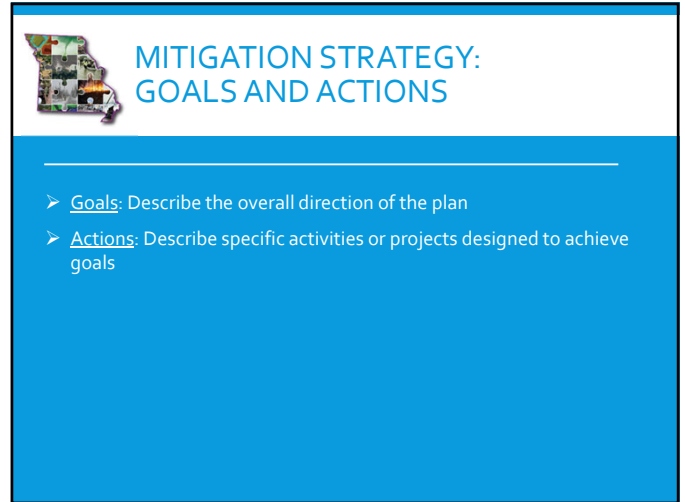 MITIGATION STRATEGY:
GOALS AND ACTIONS
➢ Goals: Describe the overall direction of the plan
➢ Actions: Describe specific activities or projects designed to achieve
goals